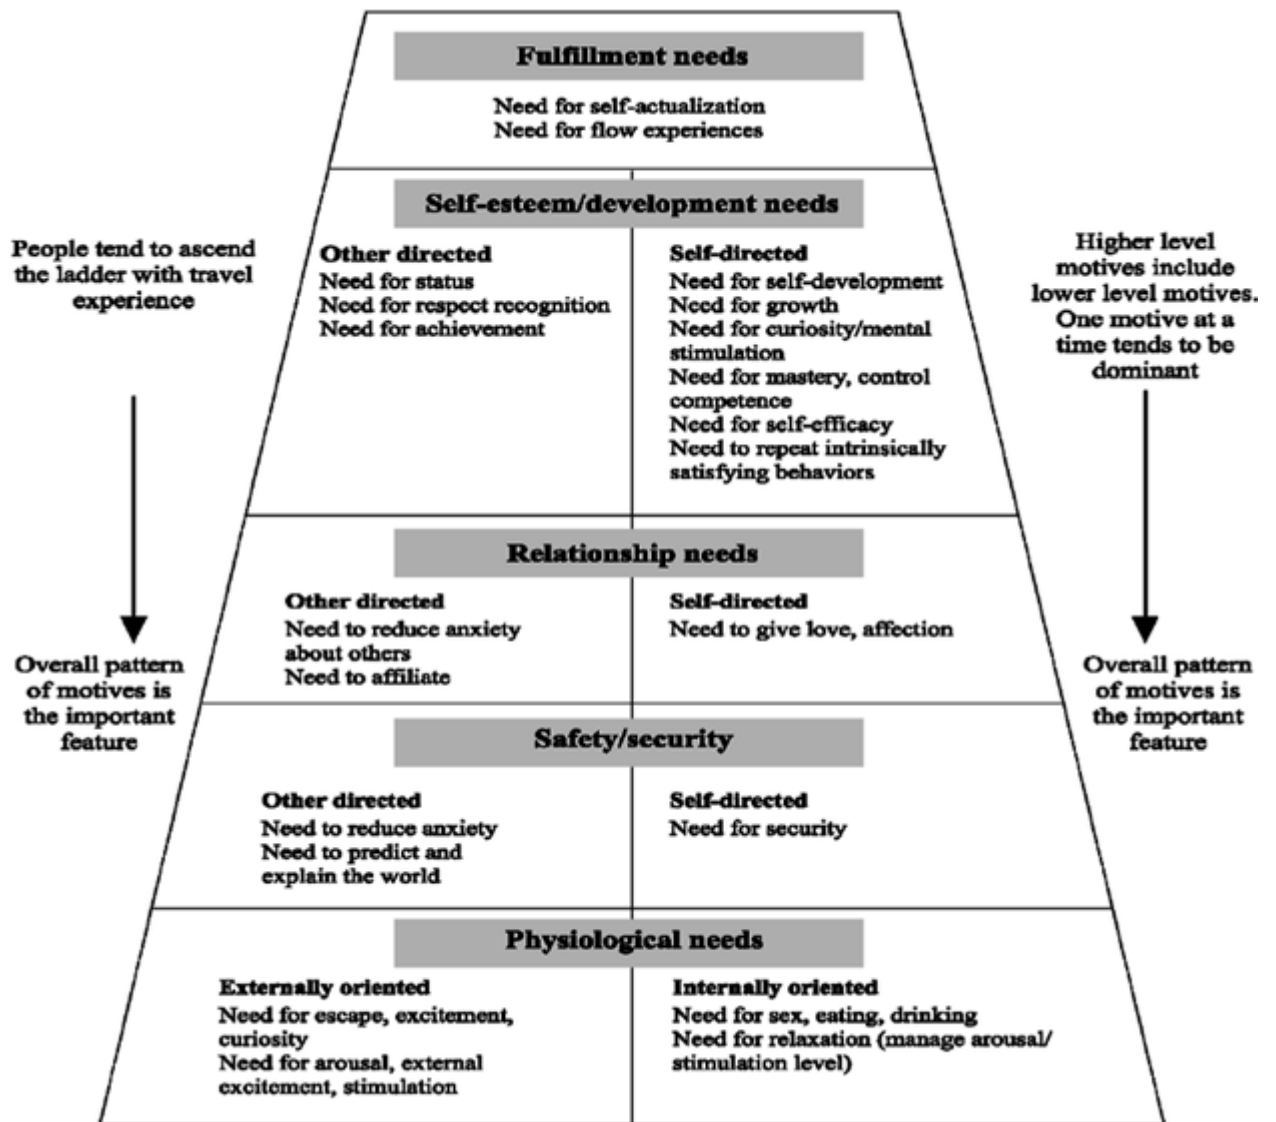 Fulfillment needs
Need for self-actualization
Need for flow experiences
Self-esteem/development needs
People tend to ascend
the ladder with travel
experience
Other directed
Need for status
Need for respect recognition
Need for achievement
Self-directed
Need for self-development
Need for growth
Need for curiosity/mental
stimulation
Need for mastery, control
competence
Need for self-efficacy
Need to repeat intrinsically
satisfying behaviors
Higher level
motives include
lower level motives.
One motive at a
time tends to be
dominant
Relationship needs
Other directed
Need to reduce anxiety
about others
Need to affiliate
Self-directed
Need to give love, affection
Overall pattern
of motives is
the important
feature
Overall pattern
of motives is
the important
feature
Safety/security
Other directed
Need to reduce anxiety
Need to predict and
explain the world
Self-directed
Need for security
Physiological needs
Externally oriented
Need for escape, excitement,
curiosity
Need for arousal, external
excitement, stimulation
Internally oriented
Need for sex, eating, drinking
Need for relaxation (manage arousal/
stimulation level)